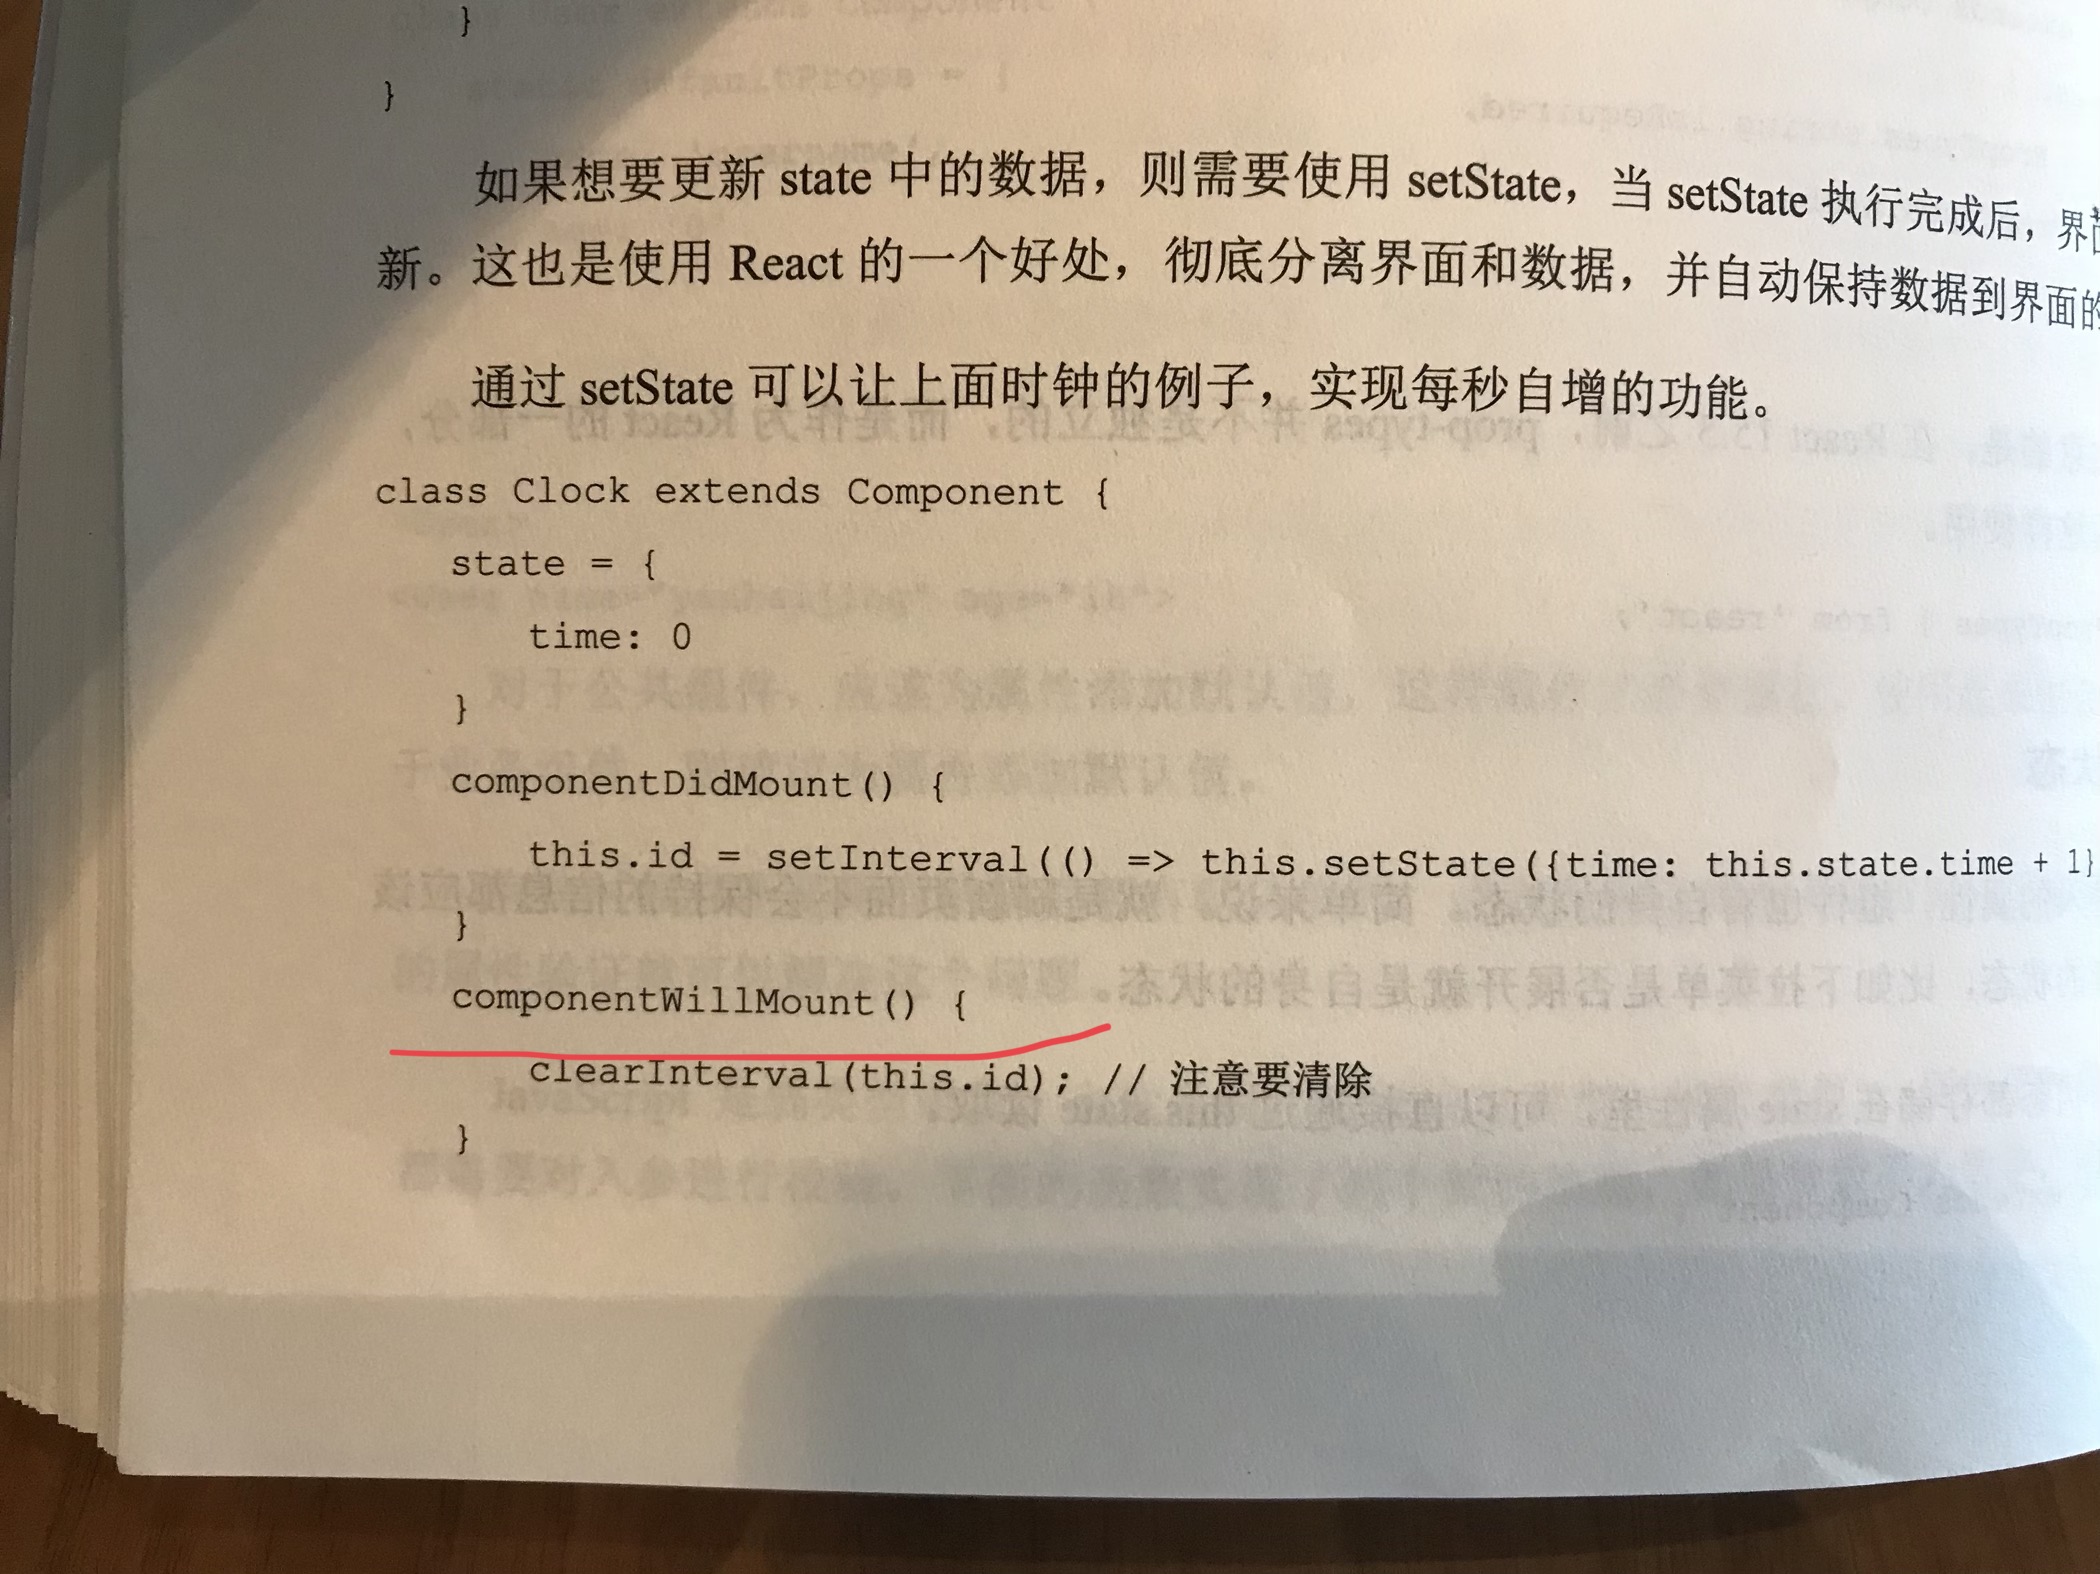 }
}
如果想要更新 state 中的数据，则需要使用 setState，当 setState 执行完成后，界
新。这也是使用 React 的一个好处，彻底分离界面和数据，并自动保持数据到界面的
通过 setState 可以让上面时钟的例子，实现每秒自增的功能。
class Clock extends Component {
state = {
time: 0
}
componentDidMount() {
this.id = setInterval(() => this.setState({time: this.state.time + 1}
}
componentWillMount() {
clearInterval(this.id); // 注意要清除
}